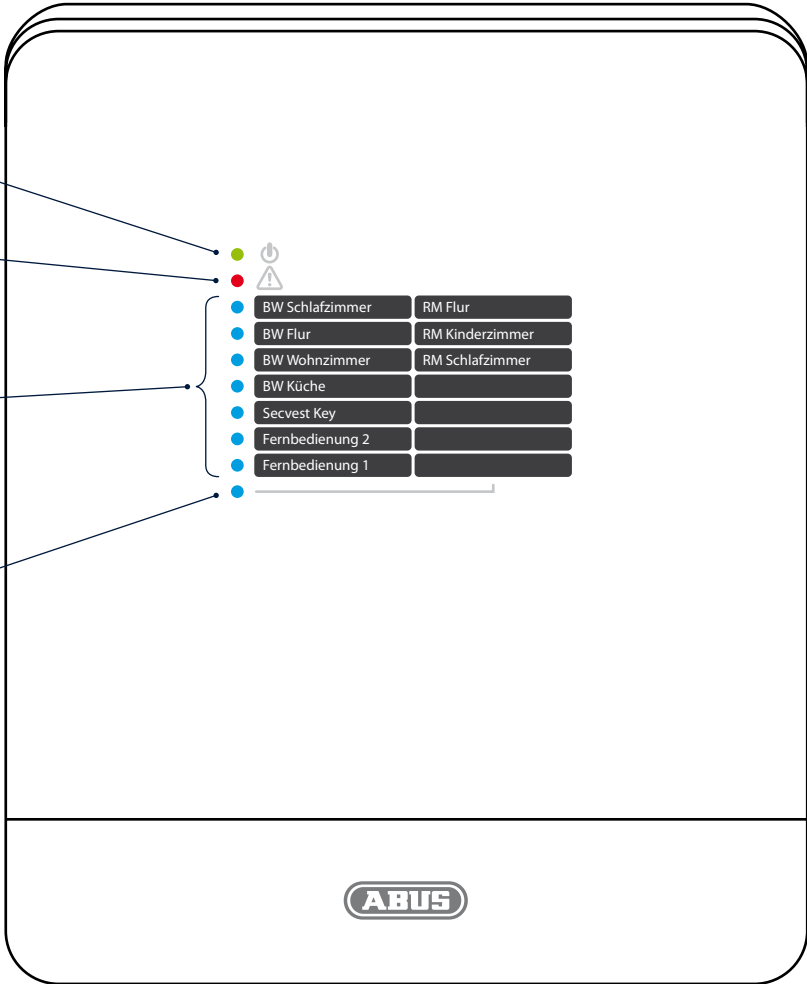 BW Schlafzimmer RM Flur
BW Flur RM Kinderzimmer
BW Wohnzimmer RM Schlafzimmer
BW Küche
Secvest Key
Fernbedienung 2
Fernbedienung 1
ABUS